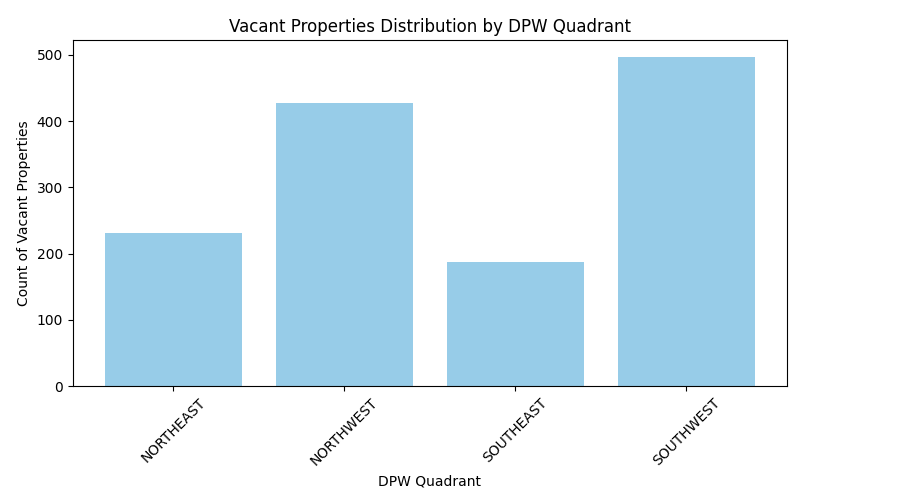 Vacant Properties Distribution by DPW Quadrant
Count of Vacant Properties
500
400
300
200
100
0
NORTHEAST
NORTHWEST
SOUTHEAST
SOUTHWEST
DPW Quadrant